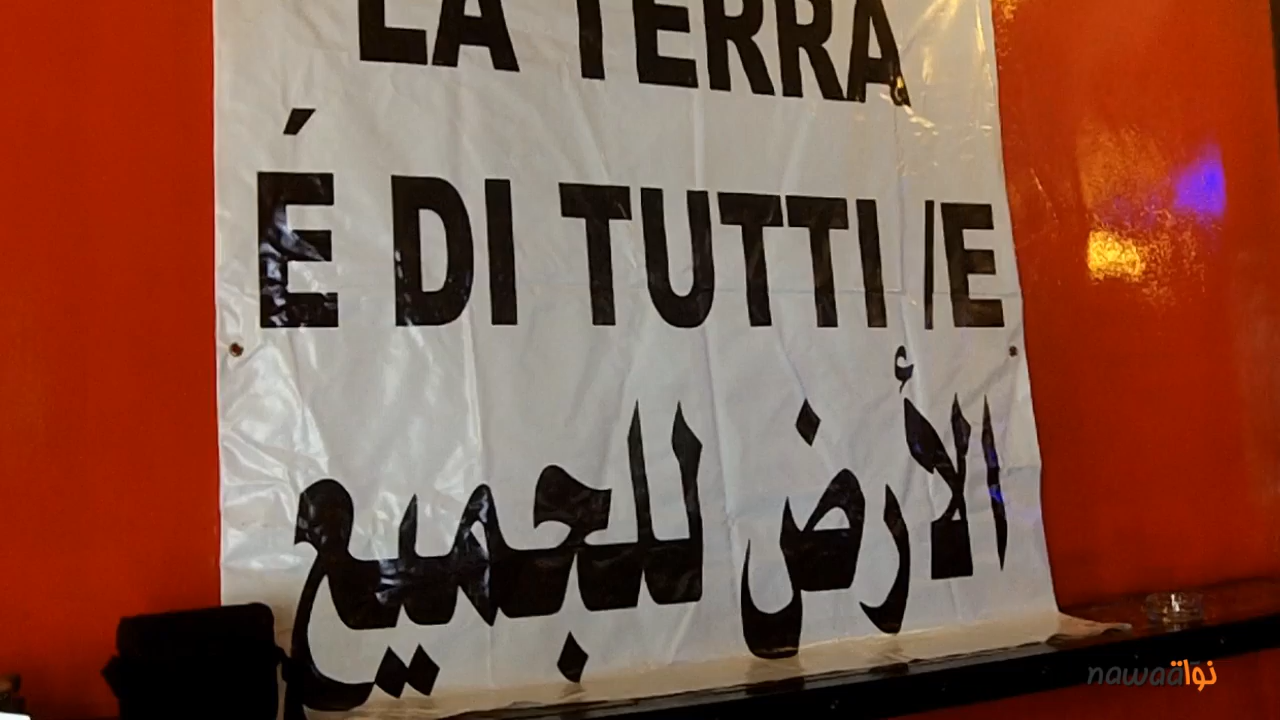 LA TERRA
É DI TUTTI /E
الأرض للجميع
nawaat نواة